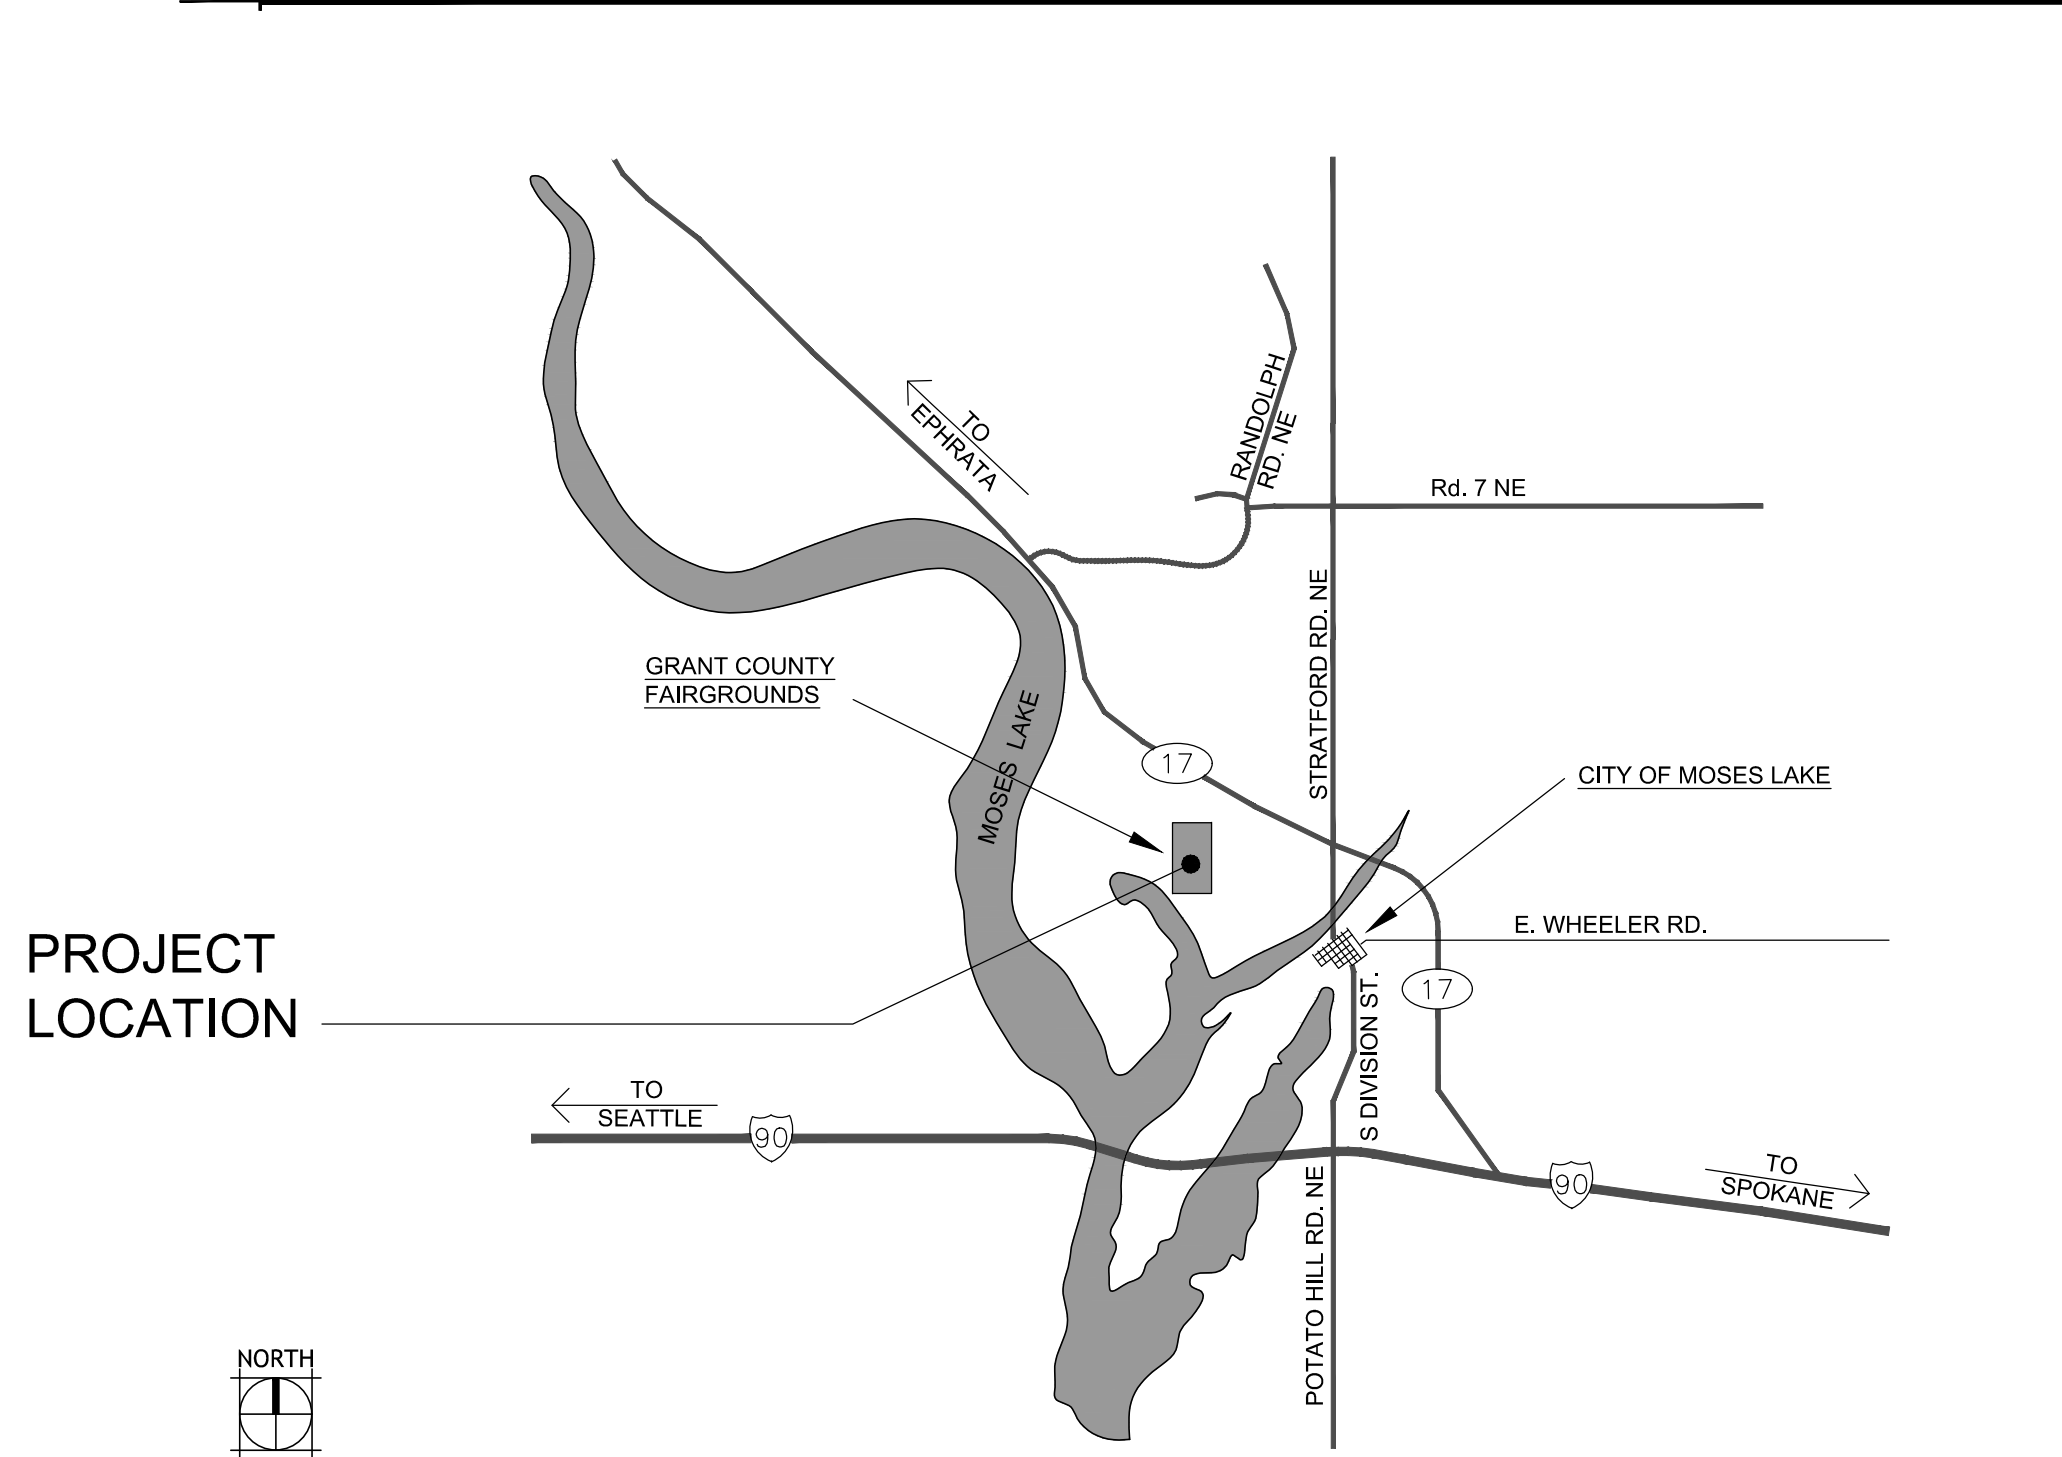 RANDOLPH
RD. NE
TO
EPHRATA
Rd. 7 NE
STRATFORD RD. NE
GRANT COUNTY
FAIRGROUNDS
MOSES LAKE
17
CITY OF MOSES LAKE
E. WHEELER RD.
PROJECT
LOCATION
17
S DIVISION ST.
TO
SEATTLE
90
TO
SPOKANE
90
POTATO HILL RD. NE
NORTH